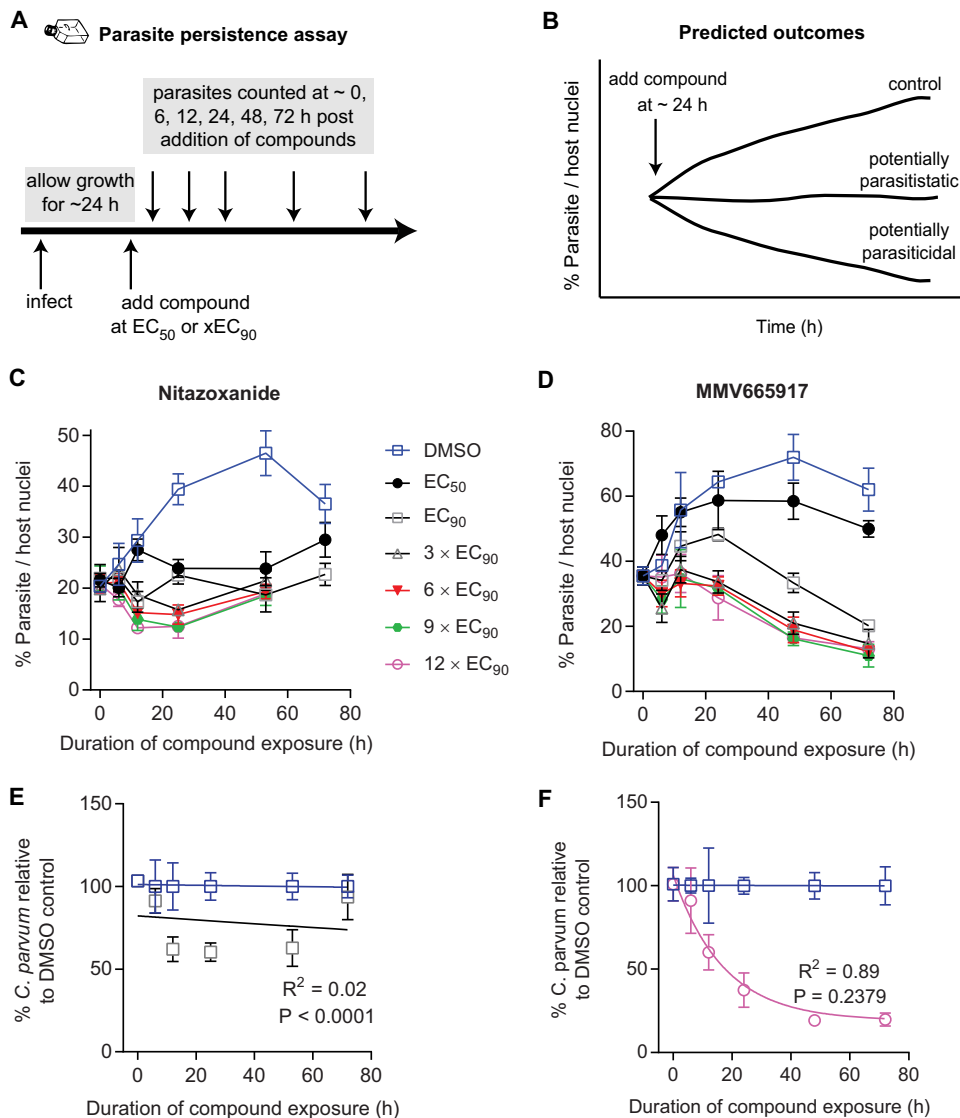 A
Parasite persistence assay
parasites counted at ~ 0,
6, 12, 24, 48, 72 h post
addition of compounds
allow growth
for ~24 h
infect
add compound
at EC50 or xEC90
B
Predicted outcomes
add compound
at ~ 24 h
control
potentially
parasitistatic
potentially
parasiticidal
% Parasite / host nuclei
Time (h)
C
Nitazoxanide
50
40
30
20
10
0
% Parasite / host nuclei
0 20 40 60 80
Duration of compound exposure (h)
DMSO
EC50
EC90
3 × EC90
6 × EC90
9 × EC90
12 × EC90
D
MMV665917
80
60
40
20
0
% Parasite / host nuclei
0 20 40 60 80
Duration of compound exposure (h)
E
150
100
50
0
% C. parvum relative
to DMSO control
R2 = 0.02
P < 0.0001
0 20 40 60 80
Duration of compound exposure (h)
F
150
100
50
0
% C. parvum relative
to DMSO control
R2 = 0.89
P = 0.2379
0 20 40 60 80
Duration of compound exposure (h)